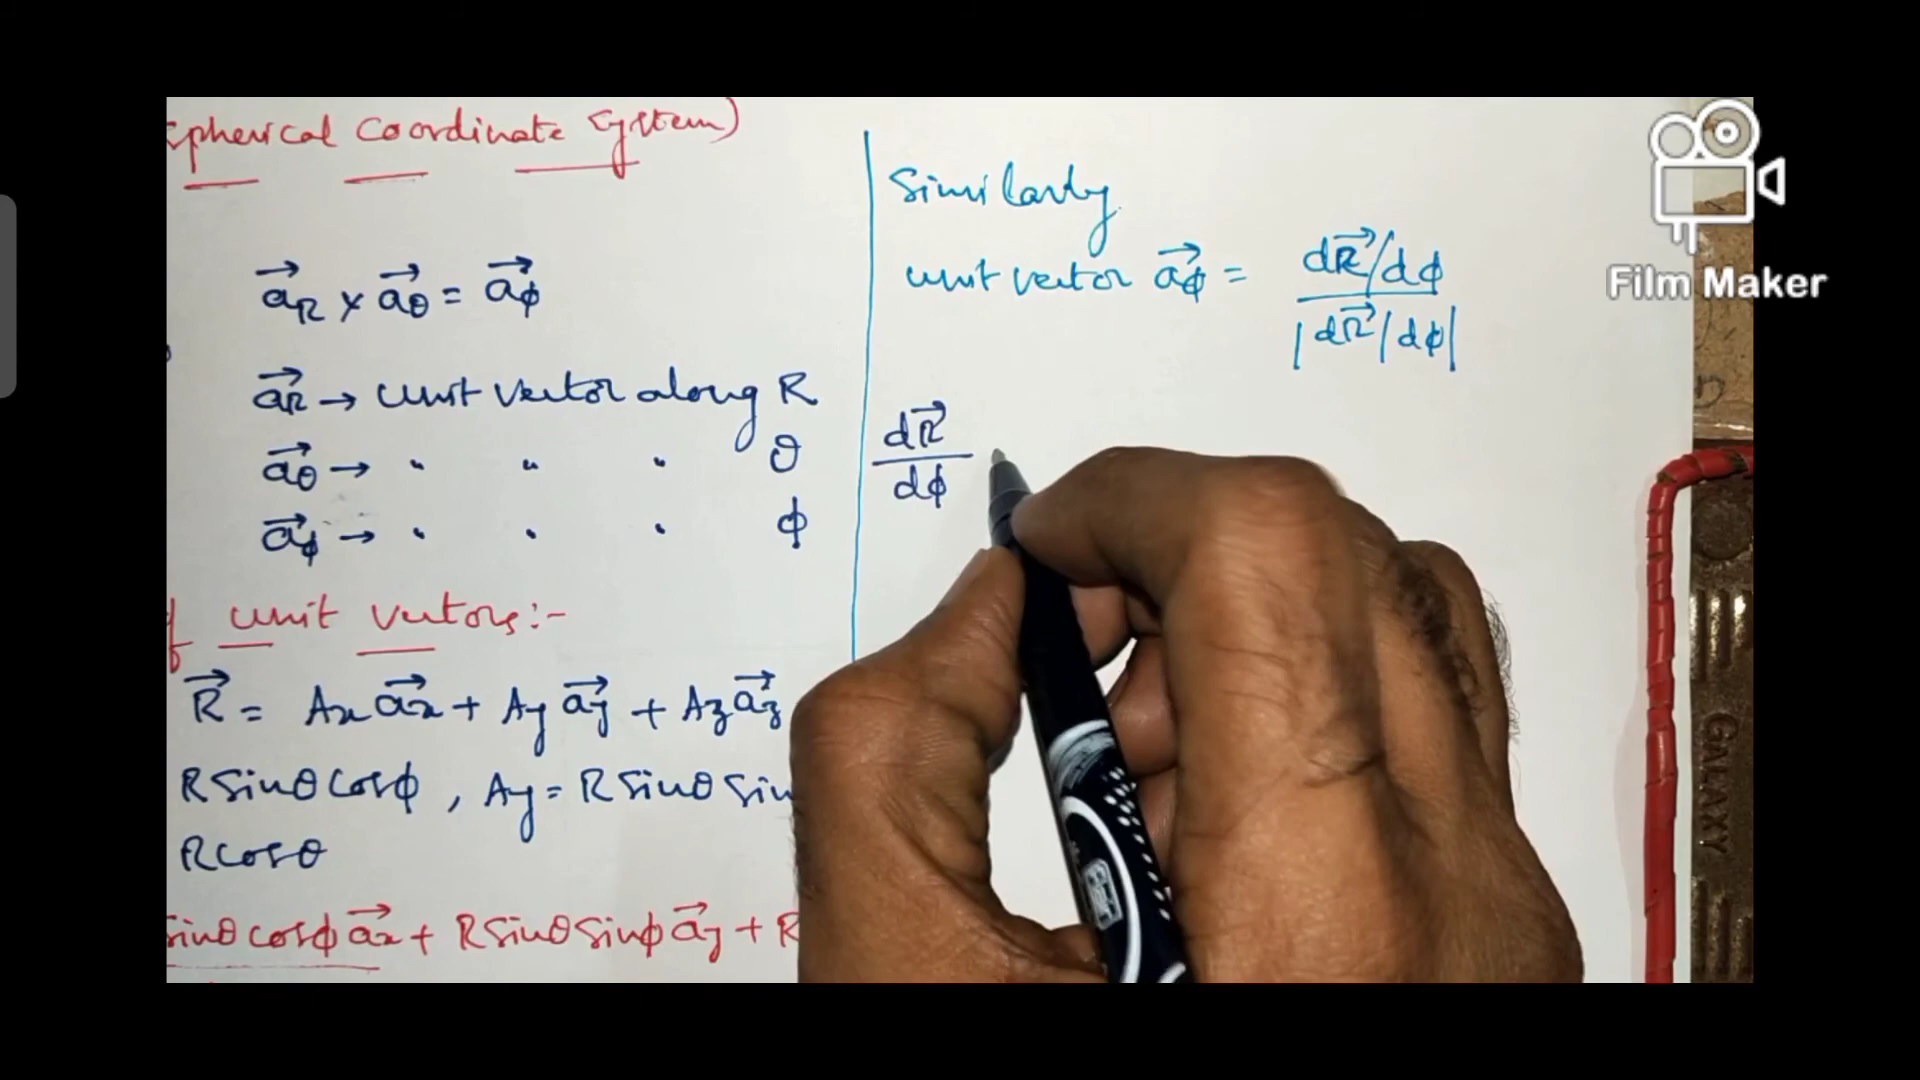 Spherical Coordinate System)
a⃗R × a⃗θ = a⃗ϕ
a⃗R → unit vector along R
a⃗θ → " " " θ
a⃗ϕ → " " " ϕ
f unit vectors:-
R⃗ = Ax a⃗x + Ay a⃗y + Az a⃗z
R sinθ cosϕ , Ay = R sinθ sin
R cosθ
sinθ cosϕ a⃗x + R sinθ sinϕ a⃗y + R
Similarly
unit vector a⃗ϕ = dR⃗/dϕ
|dR⃗/dϕ|
dR⃗
dϕ
Film Maker
GALAXY